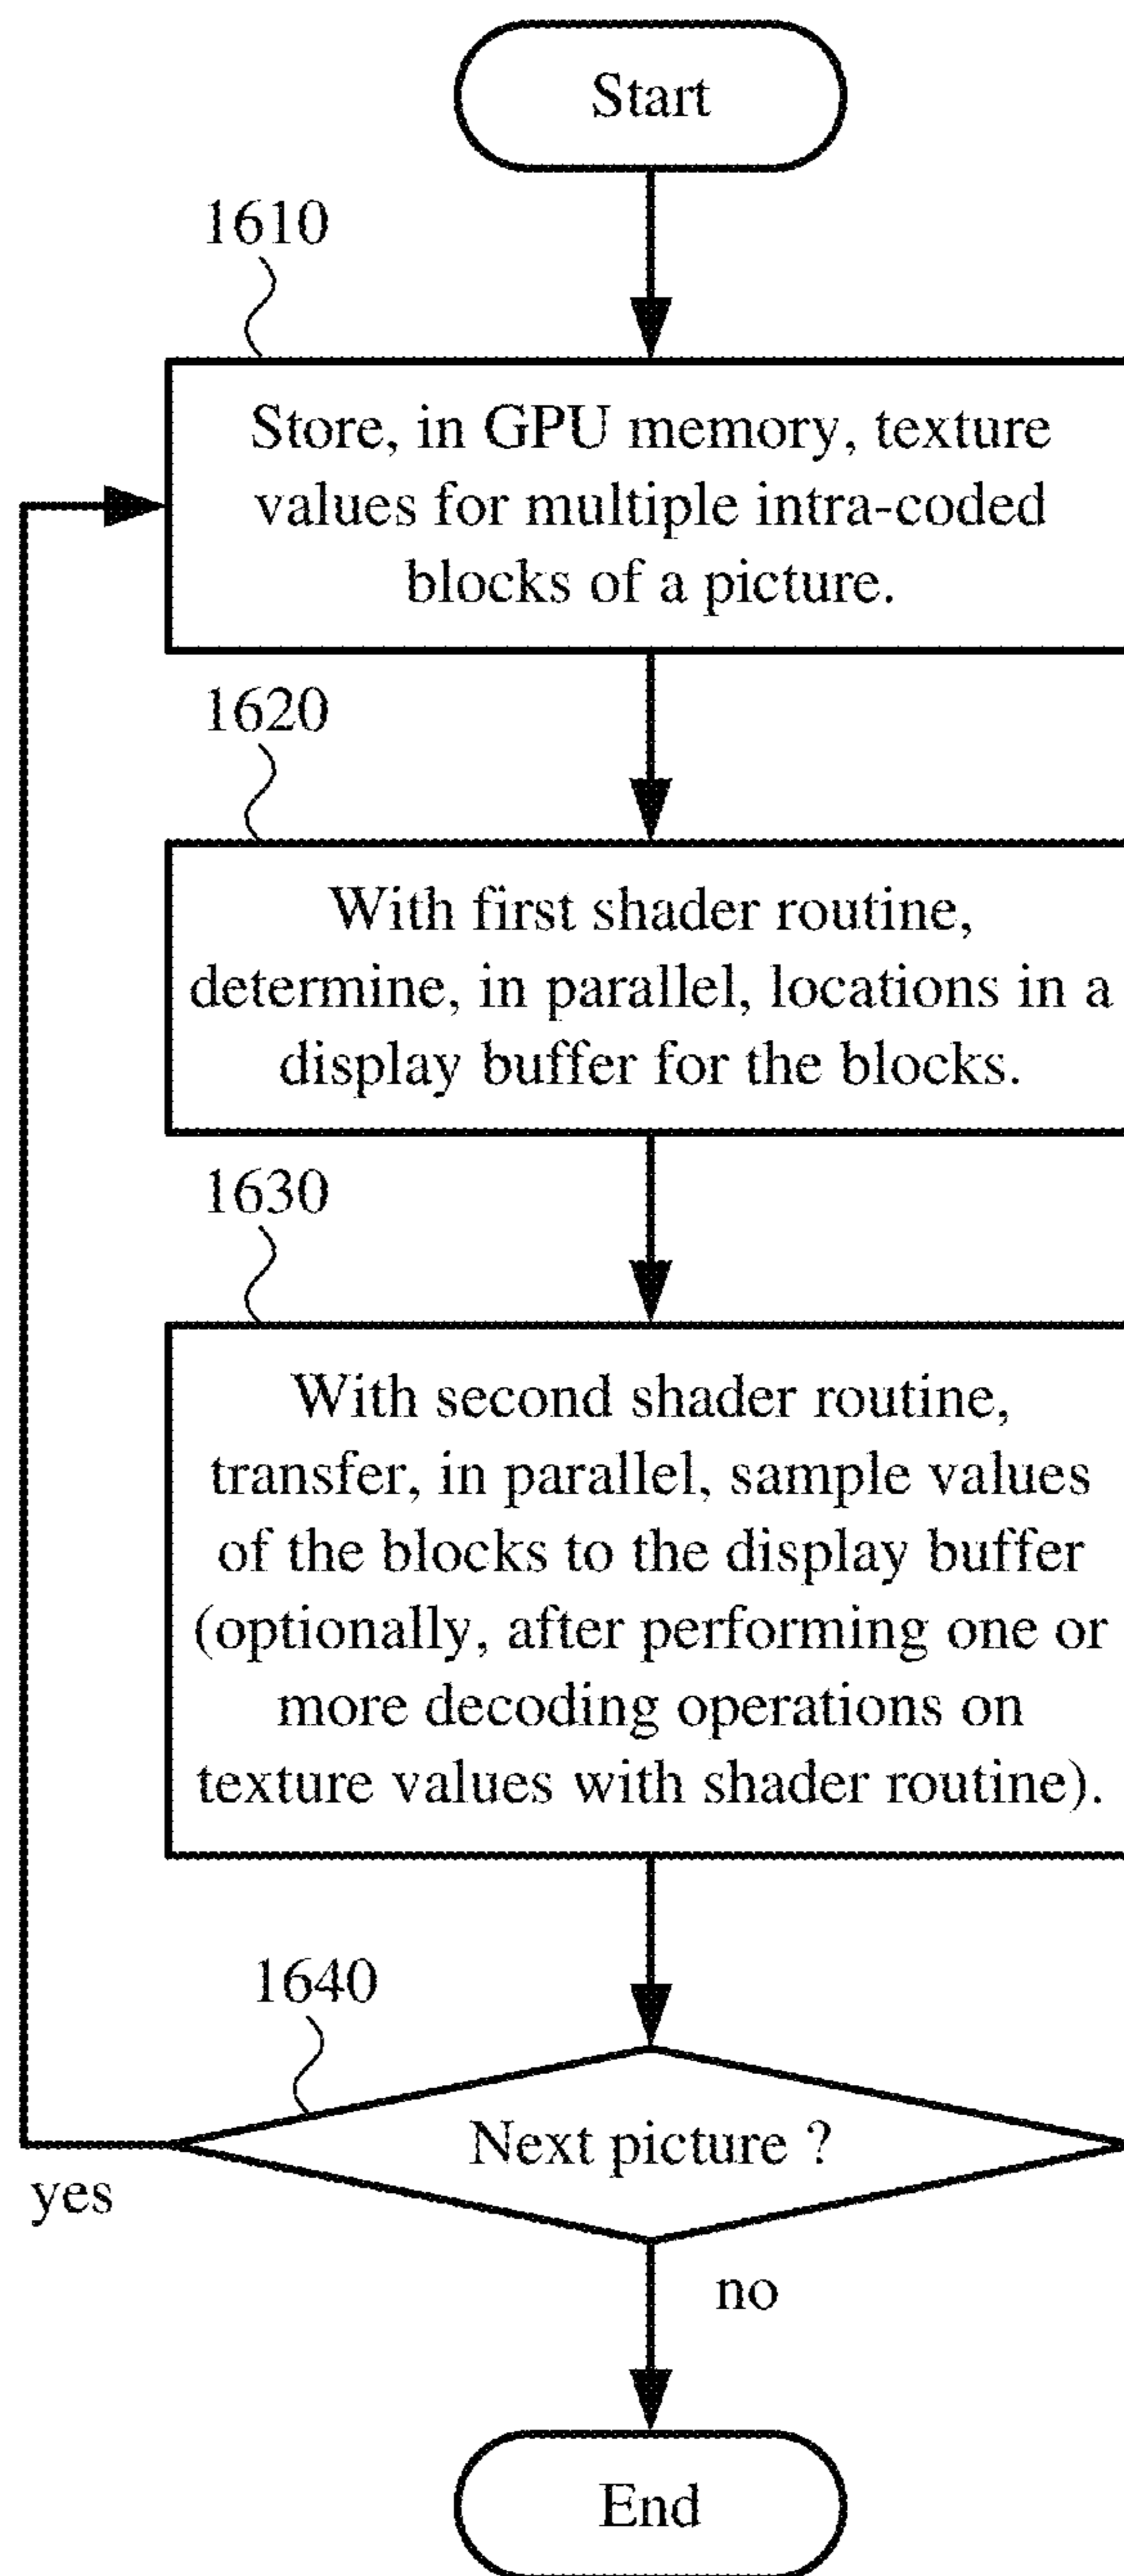 Start
1610
Store, in GPU memory, texture
values for multiple intra-coded
blocks of a picture.
1620
With first shader routine,
determine, in parallel, locations in a
display buffer for the blocks.
1630
With second shader routine,
transfer, in parallel, sample values
of the blocks to the display buffer
(optionally, after performing one or
more decoding operations on
texture values with shader routine).
1640
Next picture ?
yes
no
End